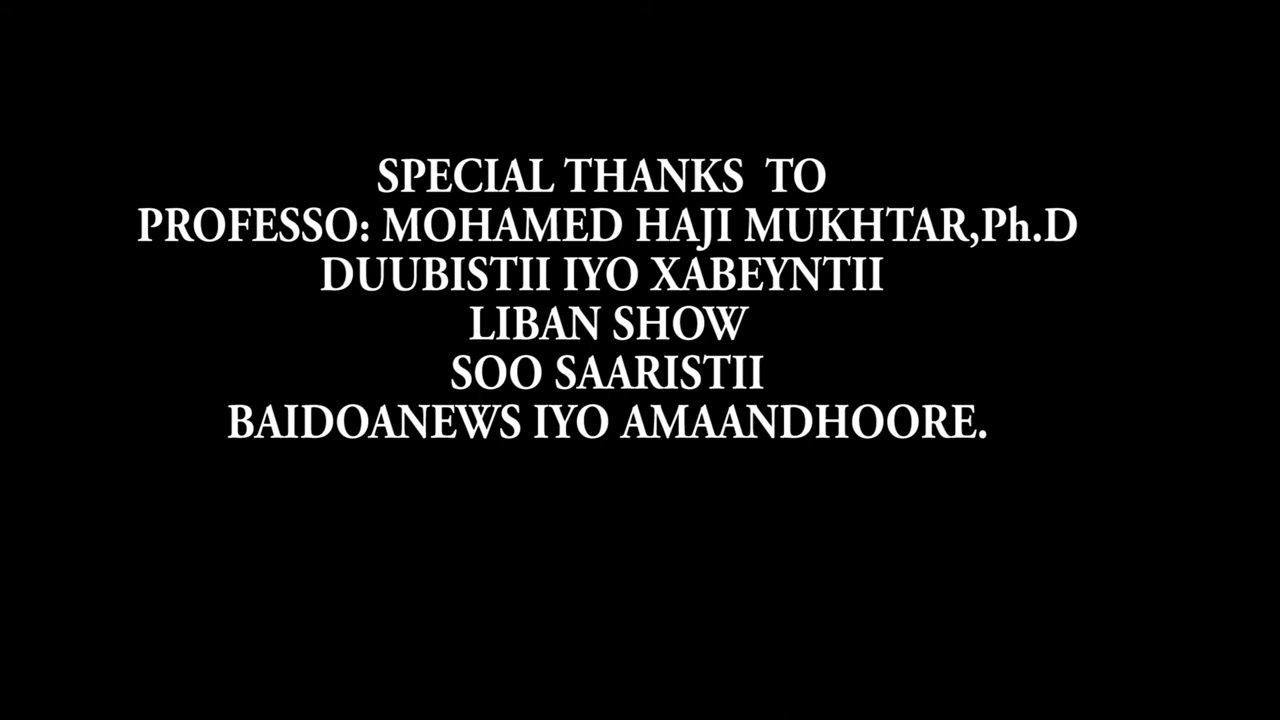 SPECIAL THANKS  TO
PROFESSO: MOHAMED HAJI MUKHTAR,Ph.D
DUUBISTII IYO XABEYNTII
LIBAN SHOW
SOO SAARISTII
BAIDOANEWS IYO AMAANDHOORE.